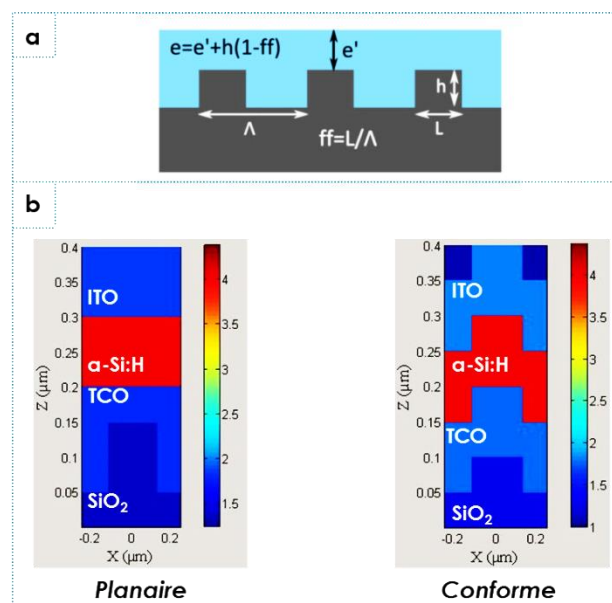 a
e=e'+h(1-ff)
e'
h
Λ
L
ff=L/Λ
b
0.4
0.35
0.3
0.25
0.2
0.15
0.1
0.05
Z (µm)
ITO
a-Si:H
TCO
SiO2
-0.2 0 0.2
X (µm)
4
3.5
3
2.5
2
1.5
Planaire
0.4
0.35
0.3
0.25
0.2
0.15
0.1
0.05
Z (µm)
ITO
a-Si:H
TCO
SiO2
-0.2 0 0.2
X (µm)
4
3.5
3
2.5
2
1.5
1
Conforme